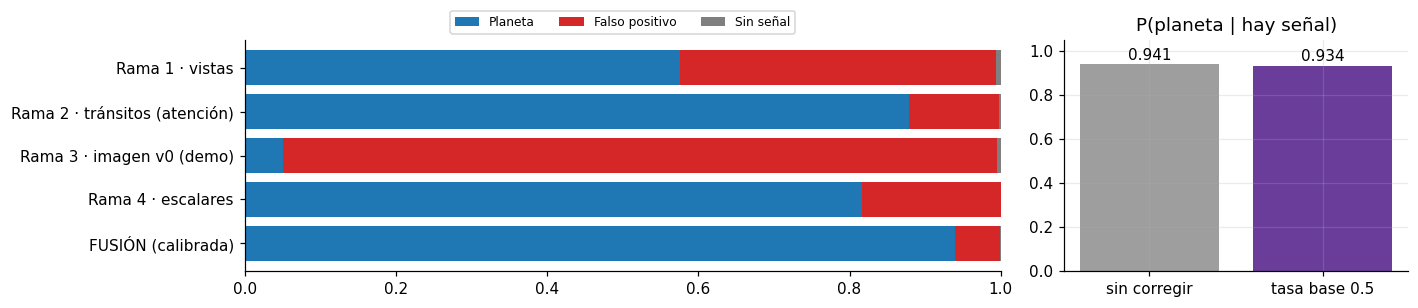 Planeta Falso positivo Sin señal
Rama 1 · vistas
Rama 2 · tránsitos (atención)
Rama 3 · imagen v0 (demo)
Rama 4 · escalares
FUSIÓN (calibrada)
0.0 0.2 0.4 0.6 0.8 1.0
P(planeta | hay señal)
1.0
0.8
0.6
0.4
0.2
0.0
0.941 0.934
sin corregir tasa base 0.5